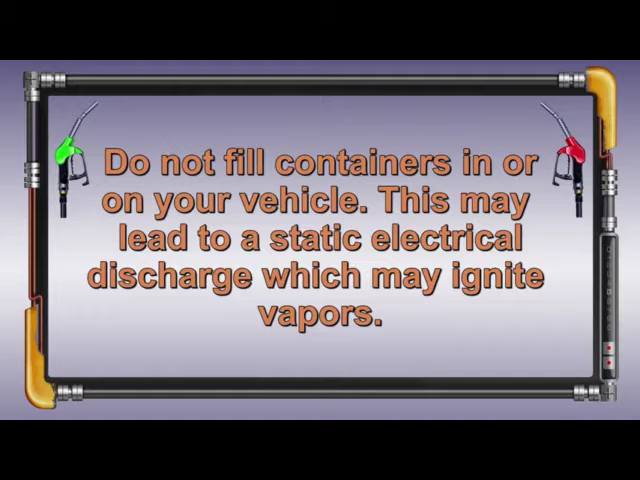 Do not fill containers in or
on your vehicle. This may
lead to a static electrical
discharge which may ignite
vapors.